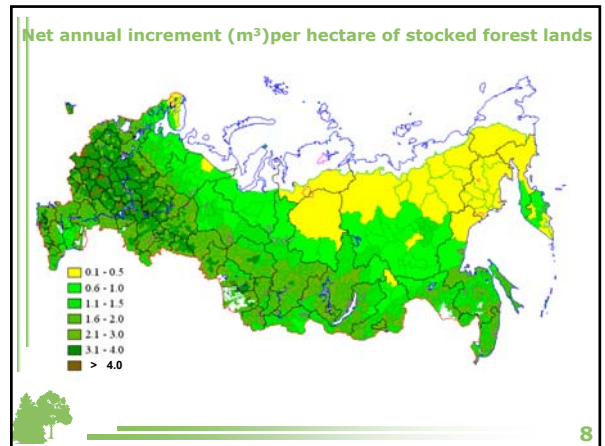 Net annual increment (m³)per hectare of stocked forest lands
0.1 - 0.5
0.6 - 1.0
1.1 - 1.5
1.6 - 2.0
2.1 - 3.0
3.1 - 4.0
> 4.0
8